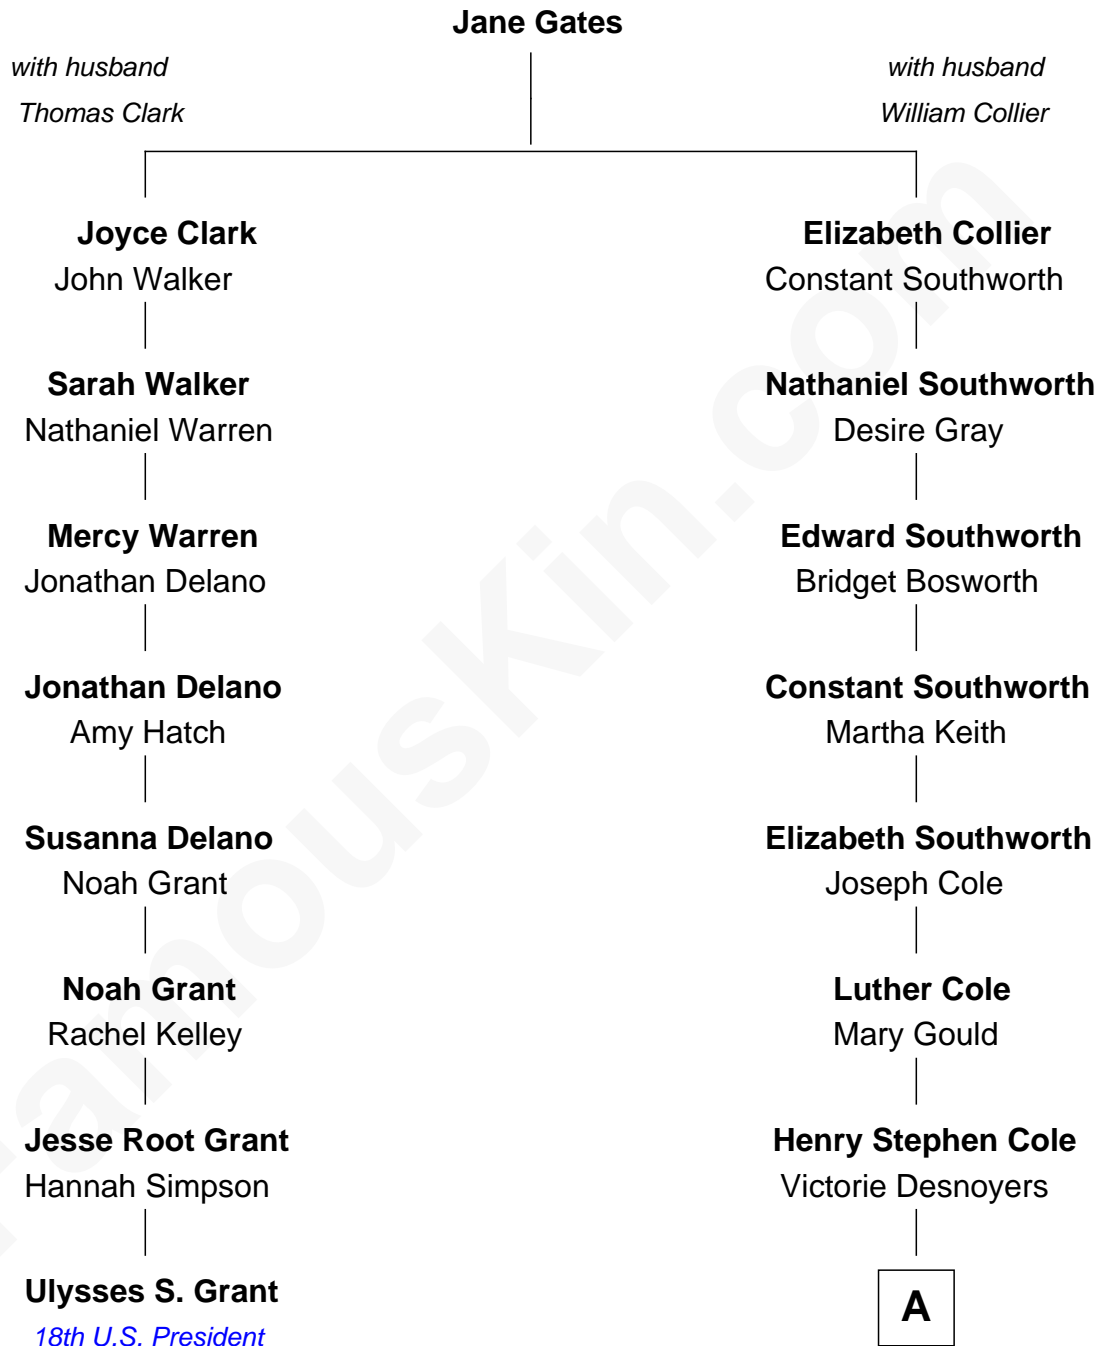 Jane Gates
with husband
Thomas Clark
with husband
William Collier
Joyce Clark
John Walker
Elizabeth Collier
Constant Southworth
Sarah Walker
Nathaniel Warren
Nathaniel Southworth
Desire Gray
Mercy Warren
Jonathan Delano
Edward Southworth
Bridget Bosworth
Jonathan Delano
Amy Hatch
Constant Southworth
Martha Keith
Susanna Delano
Noah Grant
Elizabeth Southworth
Joseph Cole
Noah Grant
Rachel Kelley
Luther Cole
Mary Gould
Jesse Root Grant
Hannah Simpson
Henry Stephen Cole
Victorie Desnoyers
Ulysses S. Grant
18th U.S. President
A
FamousKin.com